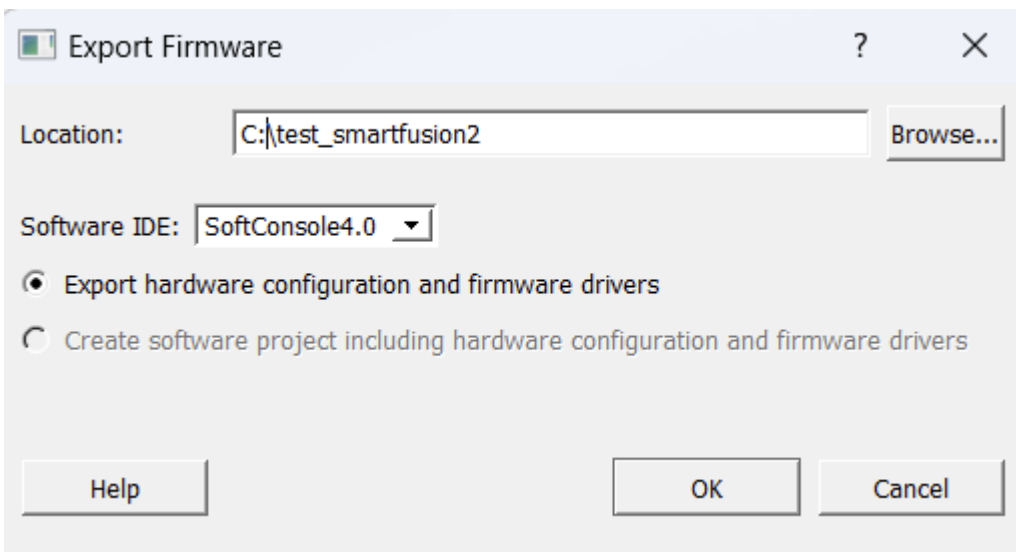 Export Firmware ?
Location: C:\test_smartfusion2 Browse...
Software IDE: SoftConsole4.0
Export hardware configuration and firmware drivers
Create software project including hardware configuration and firmware drivers
Help OK Cancel